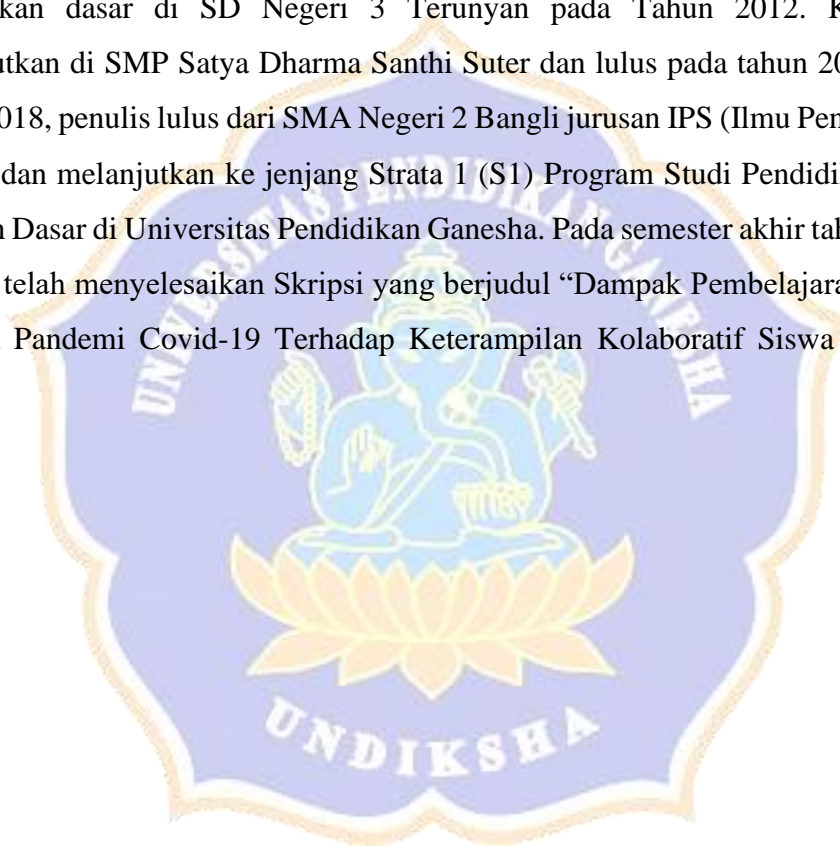 kan dasar di SD Negeri 3 Terunyan pada Tahun 2012. K
utkan di SMP Satya Dharma Santhi Suter dan lulus pada tahun 20
018, penulis lulus dari SMA Negeri 2 Bangli jurusan IPS (Ilmu Pen
dan melanjutkan ke jenjang Strata 1 (S1) Program Studi Pendidi
n Dasar di Universitas Pendidikan Ganesha. Pada semester akhir tah
telah menyelesaikan Skripsi yang berjudul “Dampak Pembelajara
Pandemi Covid-19 Terhadap Keterampilan Kolaboratif Siswa
UNIVERSITAS PENDIDIKAN GANESHA
UNDIKSHA